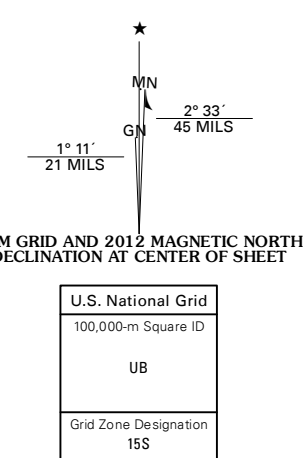 ★
MN
2° 33´
45 MILS
GN
1° 11´
21 MILS
M GRID AND 2012 MAGNETIC NORTH
DECLINATION AT CENTER OF SHEET
U.S. National Grid
100,000-m Square ID
UB
Grid Zone Designation
15S